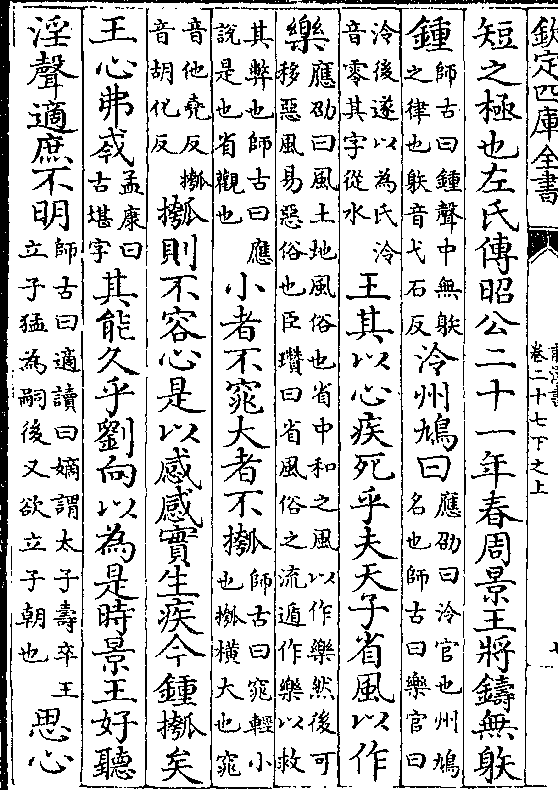 欽定四庫全書
前漢書
卷二十七下之上
七
短之極也左氏傳昭公二十一年春周景王將鑄無䠶
鍾師古曰鍾聲中無䠶之律也䠶音弋石反泠州鳩曰應劭曰泠官也州鳩名也師古曰樂官曰
泠後遂以為氏泠音零其字從水王其以心疾死乎夫天子省風以作
樂應劭曰風土地風俗也省中和之風以作樂然後可移惡風易惡俗也臣瓚曰省風俗之流遁作樂以救
其弊也師古曰應說是也省觀也小者不窕大者不摦師古曰窕輕小也摦橫大也窕
音他堯反摦音胡化反摦則不容心是以感感實生疾今鍾摦矣
王心弗𢦟孟康曰古堪字其能久乎劉向以為是時景王好聽
淫聲適庶不明師古曰適讀曰嫡謂太子壽卒王立子猛為嗣後又欲立子朝也思心